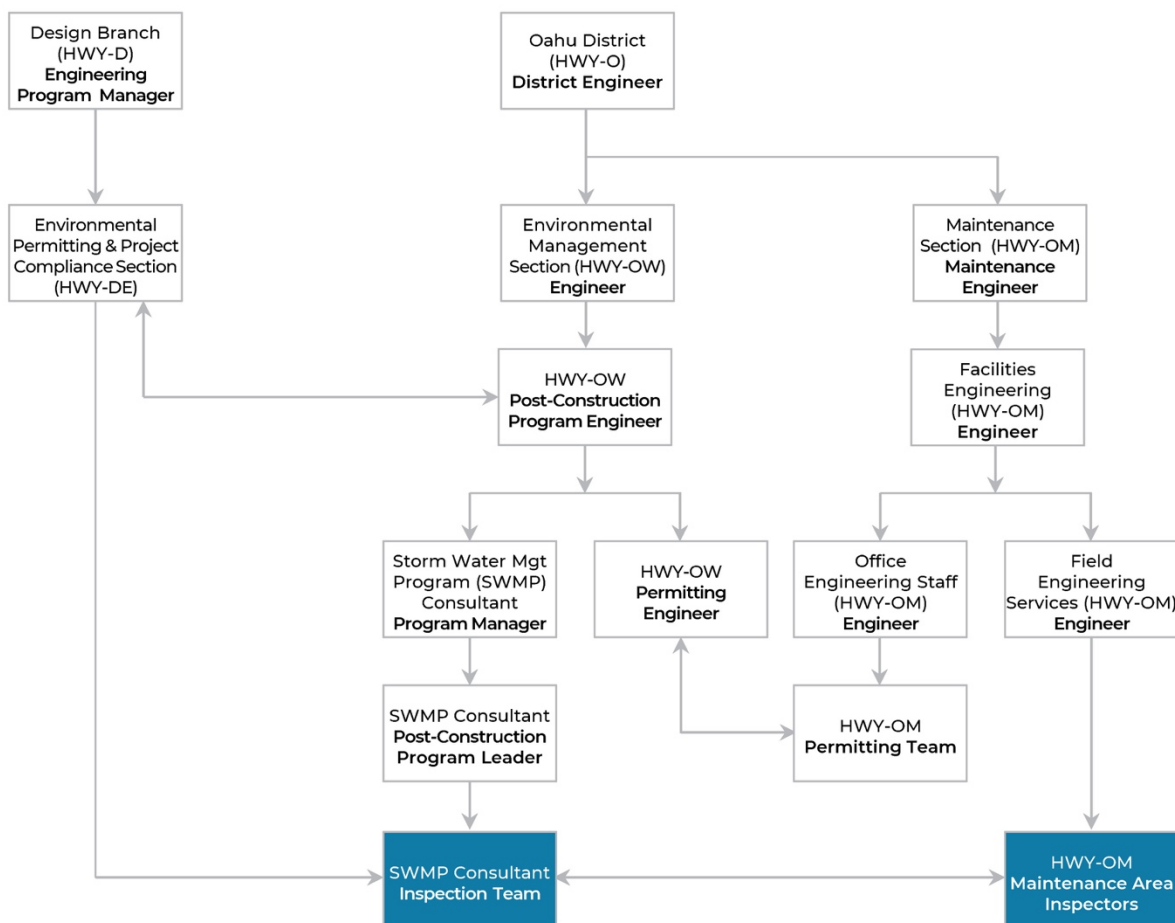 Design Branch
(HWY-D)
Engineering
Program Manager
Oahu District
(HWY-O)
District Engineer
Environmental
Permitting & Project
Compliance Section
(HWY-DE)
Environmental
Management
Section (HWY-OW)
Engineer
Maintenance
Section (HWY-OM)
Maintenance
Engineer
HWY-OW
Post-Construction
Program Engineer
Facilities
Engineering
(HWY-OM)
Engineer
Storm Water Mgt
Program (SWMP)
Consultant
Program Manager
HWY-OW
Permitting
Engineer
Office
Engineering Staff
(HWY-OM)
Engineer
Field
Engineering
Services (HWY-OM)
Engineer
SWMP Consultant
Post-Construction
Program Leader
HWY-OM
Permitting Team
SWMP Consultant
Inspection Team
HWY-OM
Maintenance Area
Inspectors